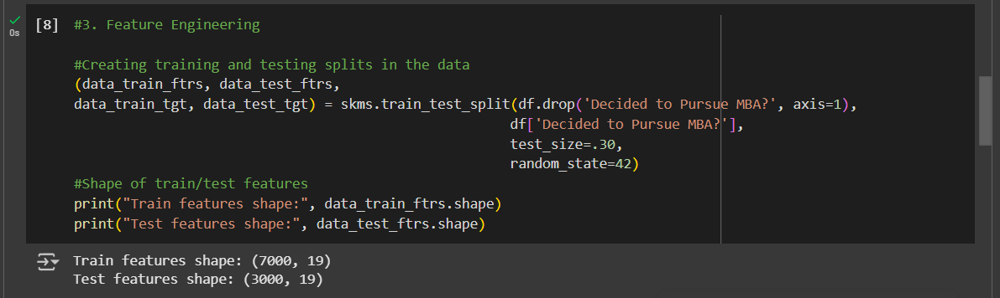 [8] #3. Feature Engineering
0s
#Creating training and testing splits in the data
(data_train_ftrs, data_test_ftrs,
data_train_tgt, data_test_tgt) = skms.train_test_split(df.drop('Decided to Pursue MBA?', axis=1),
df['Decided to Pursue MBA?'],
test_size=.30,
random_state=42)
#Shape of train/test features
print("Train features shape:", data_train_ftrs.shape)
print("Test features shape:", data_test_ftrs.shape)
Train features shape: (7000, 19)
Test features shape: (3000, 19)